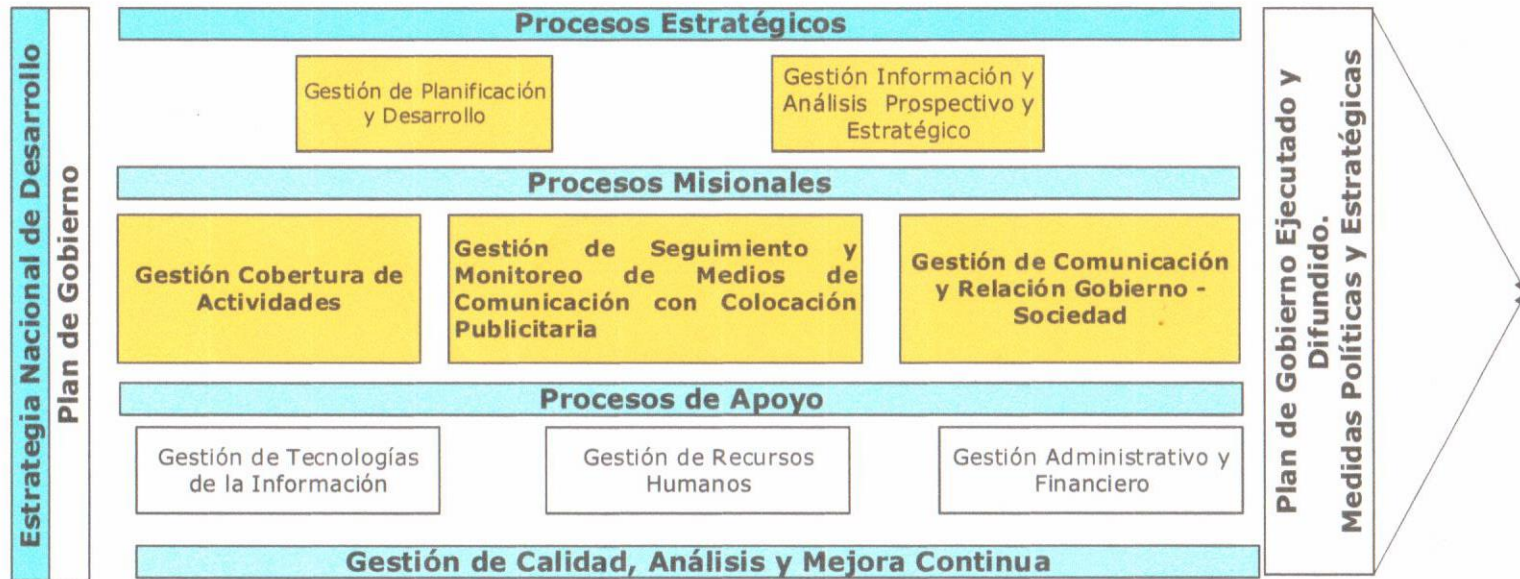 Estrategia Nacional de Desarrollo
Plan de Gobierno
Procesos Estratégicos
Gestión de Planificación
y Desarrollo
Gestión Información y
Análisis Prospectivo y
Estratégico
Procesos Misionales
Gestión Cobertura de
Actividades
Gestión de Seguimiento y
Monitoreo de Medios de
Comunicación con Colocación
Publicitaria
Gestión de Comunicación
y Relación Gobierno -
Sociedad
Procesos de Apoyo
Gestión de Tecnologías
de la Información
Gestión de Recursos
Humanos
Gestión Administrativo y
Financiero
Gestión de Calidad, Análisis y Mejora Continua
Plan de Gobierno Ejecutado y
Difundido.
Medidas Políticas y Estratégicas